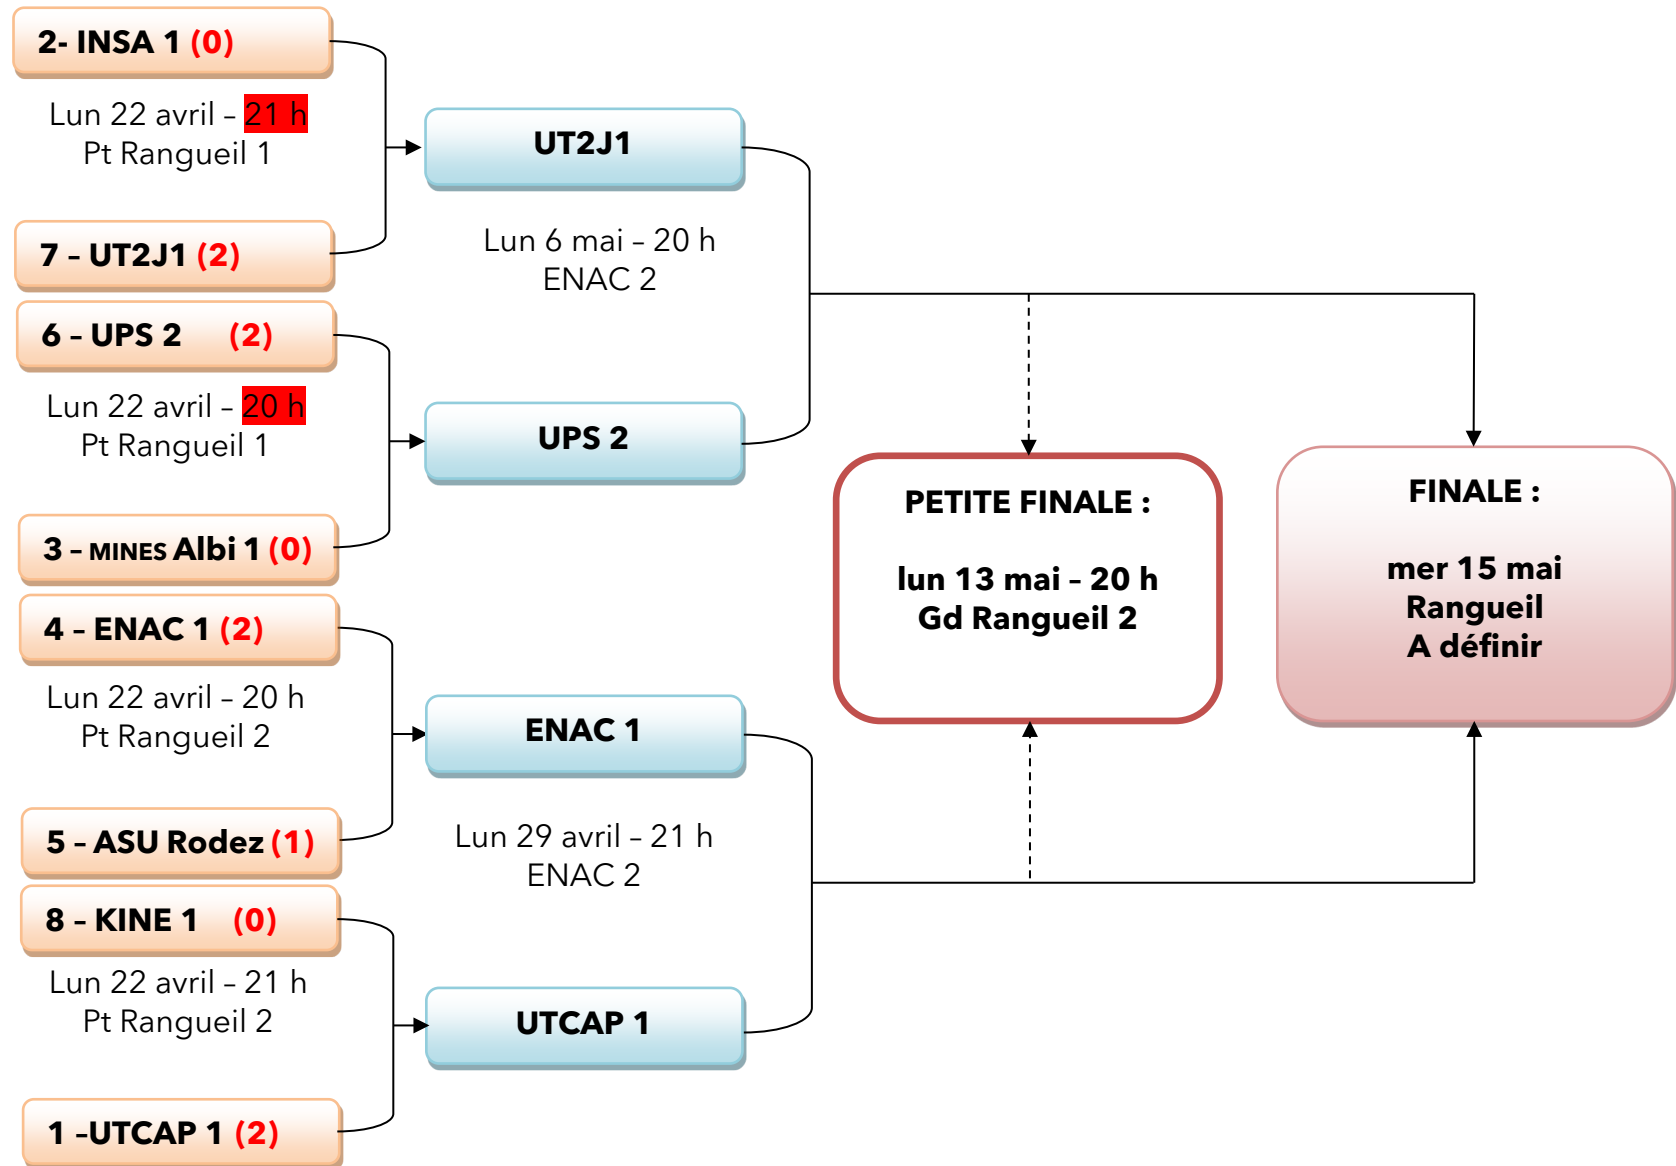 2- INSA 1 (0)
Lun 22 avril – 21 h
Pt Rangueil 1
7 – UT2J1 (2)
6 – UPS 2 (2)
Lun 22 avril – 20 h
Pt Rangueil 1
3 – MINES Albi 1 (0)
4 – ENAC 1 (2)
Lun 22 avril – 20 h
Pt Rangueil 2
5 – ASU Rodez (1)
8 – KINE 1 (0)
Lun 22 avril – 21 h
Pt Rangueil 2
1 –UTCAP 1 (2)
UT2J1
Lun 6 mai – 20 h
ENAC 2
UPS 2
ENAC 1
Lun 29 avril – 21 h
ENAC 2
UTCAP 1
PETITE FINALE :
lun 13 mai – 20 h
Gd Rangueil 2
FINALE :
mer 15 mai
Rangueil
A définir